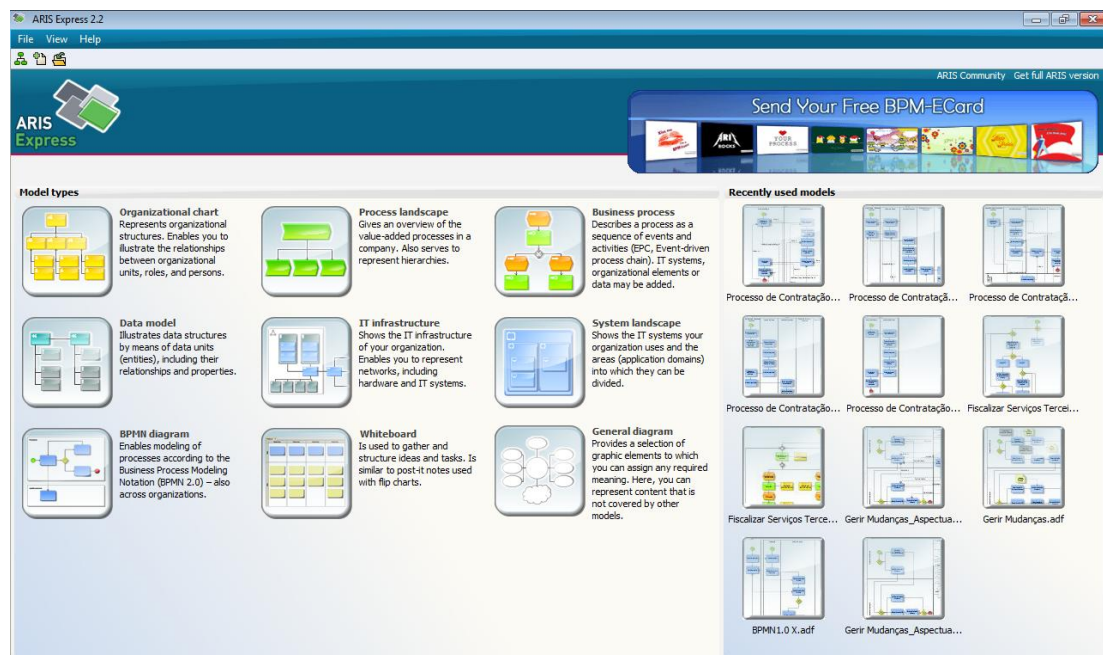 ARIS Express 2.2
File View Help
ARIS Community Get full ARIS version
ARIS
Express
Send Your Free BPM-ECard
ARIS
ROCKS
YOUR
PROCESS
Model types
Organizational chart
Represents organizational
structures. Enables you to
illustrate the relationships
between organizational
units, roles, and persons.
Process landscape
Gives an overview of the
value-added processes in a
company. Also serves to
represent hierarchies.
Business process
Describes a process as a
sequence of events and
activities (EPC, Event-driven
process chain). IT systems,
organizational elements or
data may be added.
Data model
Illustrates data structures
by means of data units
(entities), including their
relationships and properties.
IT infrastructure
Shows the IT infrastructure
of your organization.
Enables you to represent
networks, including
hardware and IT systems.
System landscape
Shows the IT systems your
organization uses and the
areas (application domains)
into which they can be
divided.
BPMN diagram
Enables modeling of
processes according to the
Business Process Modeling
Notation (BPMN 2.0) – also
across organizations.
Whiteboard
Is used to gather and
structure ideas and tasks. Is
similar to post-it notes used
with flip charts.
General diagram
Provides a selection of
graphic elements to which
you can assign any required
meaning. Here, you can
represent content that is
not covered by other
models.
Recently used models
Processo de Contratação... Processo de Contrataçã... Processo de Contrataçã...
Processo de Contratação... Processo de Contratação... Fiscalizar Serviços Tercei...
Fiscalizar Serviços Terce... Gerir Mudanças_Aspectua... Gerir Mudanças.adf
BPMN1.0 X.adf Gerir Mudanças_Aspectua...